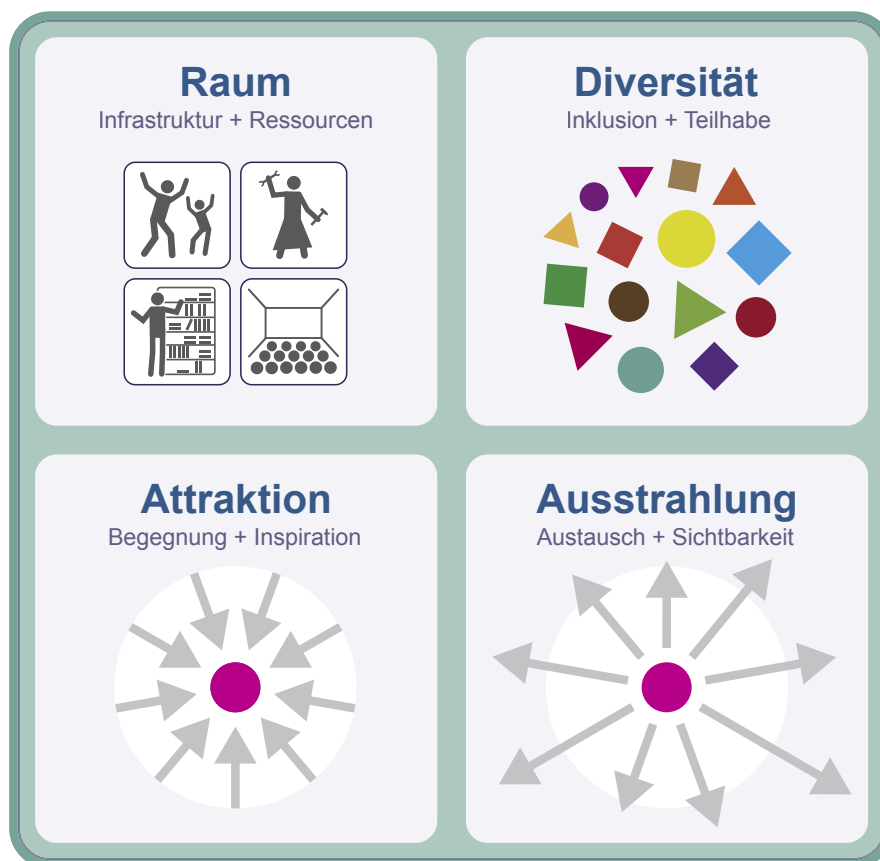 Raum
Infrastruktur + Ressourcen
Diversität
Inklusion + Teilhabe
Attraktion
Begegnung + Inspiration
Ausstrahlung
Austausch + Sichtbarkeit